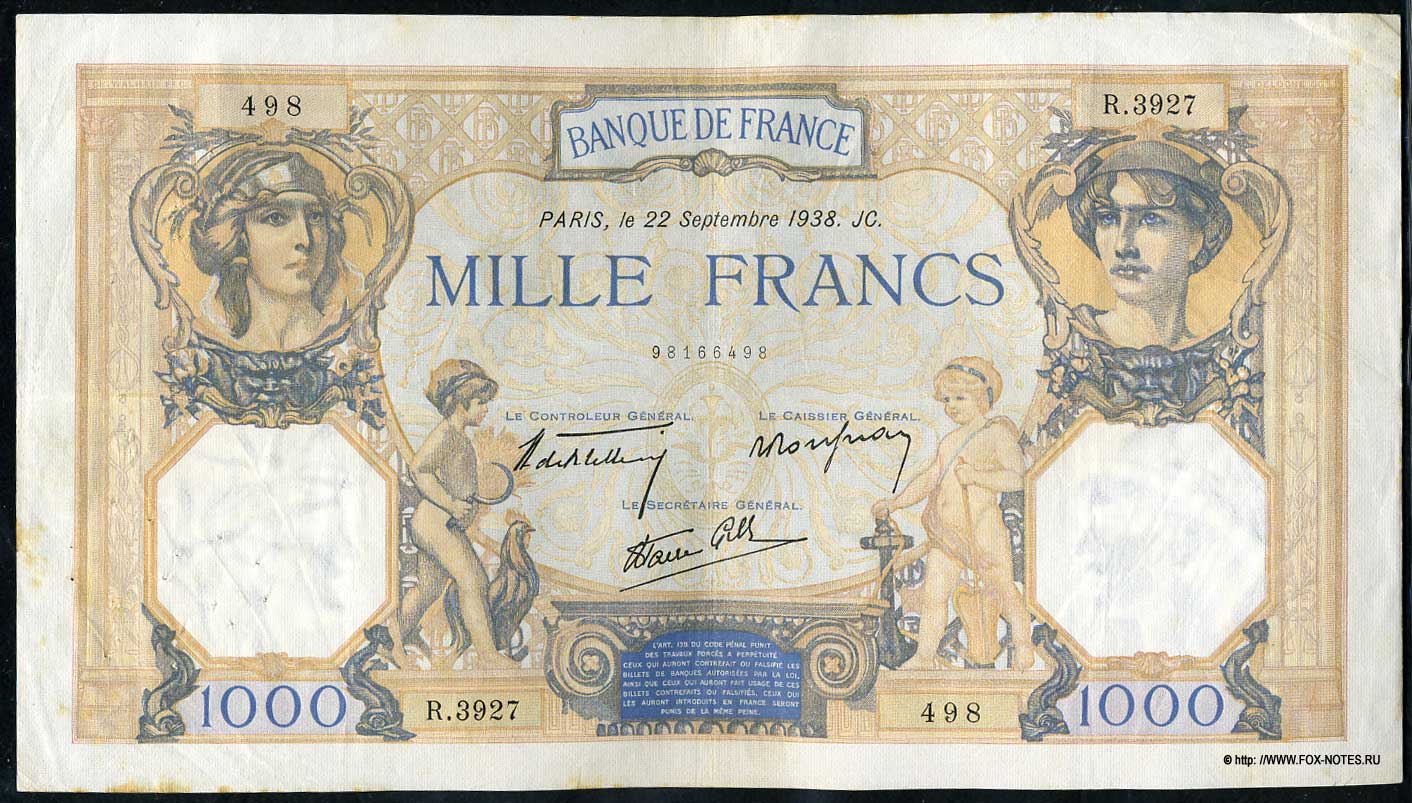 498
R.3927
BANQUE DE FRANCE
PARIS, le 22 Septembre 1938. JC.
MILLE FRANCS
98166498
LE CONTROLEUR GÉNÉRAL.
LE CAISSIER GÉNÉRAL.
LE SECRÉTAIRE GÉNÉRAL.
L'ART. 139 DU CODE PÉNAL PUNIT
DES TRAVAUX FORCÉS A PERPÉTUITÉ
CEUX QUI AURONT CONTREFAIT OU FALSIFIÉ LES
BILLETS DE BANQUES AUTORISÉES PAR LA LOI,
AINSI QUE CEUX QUI AURONT FAIT USAGE DE CES
BILLETS CONTREFAITS OU FALSIFIÉS, CEUX QUI
LES AURONT INTRODUITS EN FRANCE SERONT
PUNIS DE LA MÊME PEINE.
1000
R.3927
498
1000
© http: //WWW.FOX-NOTES.RU